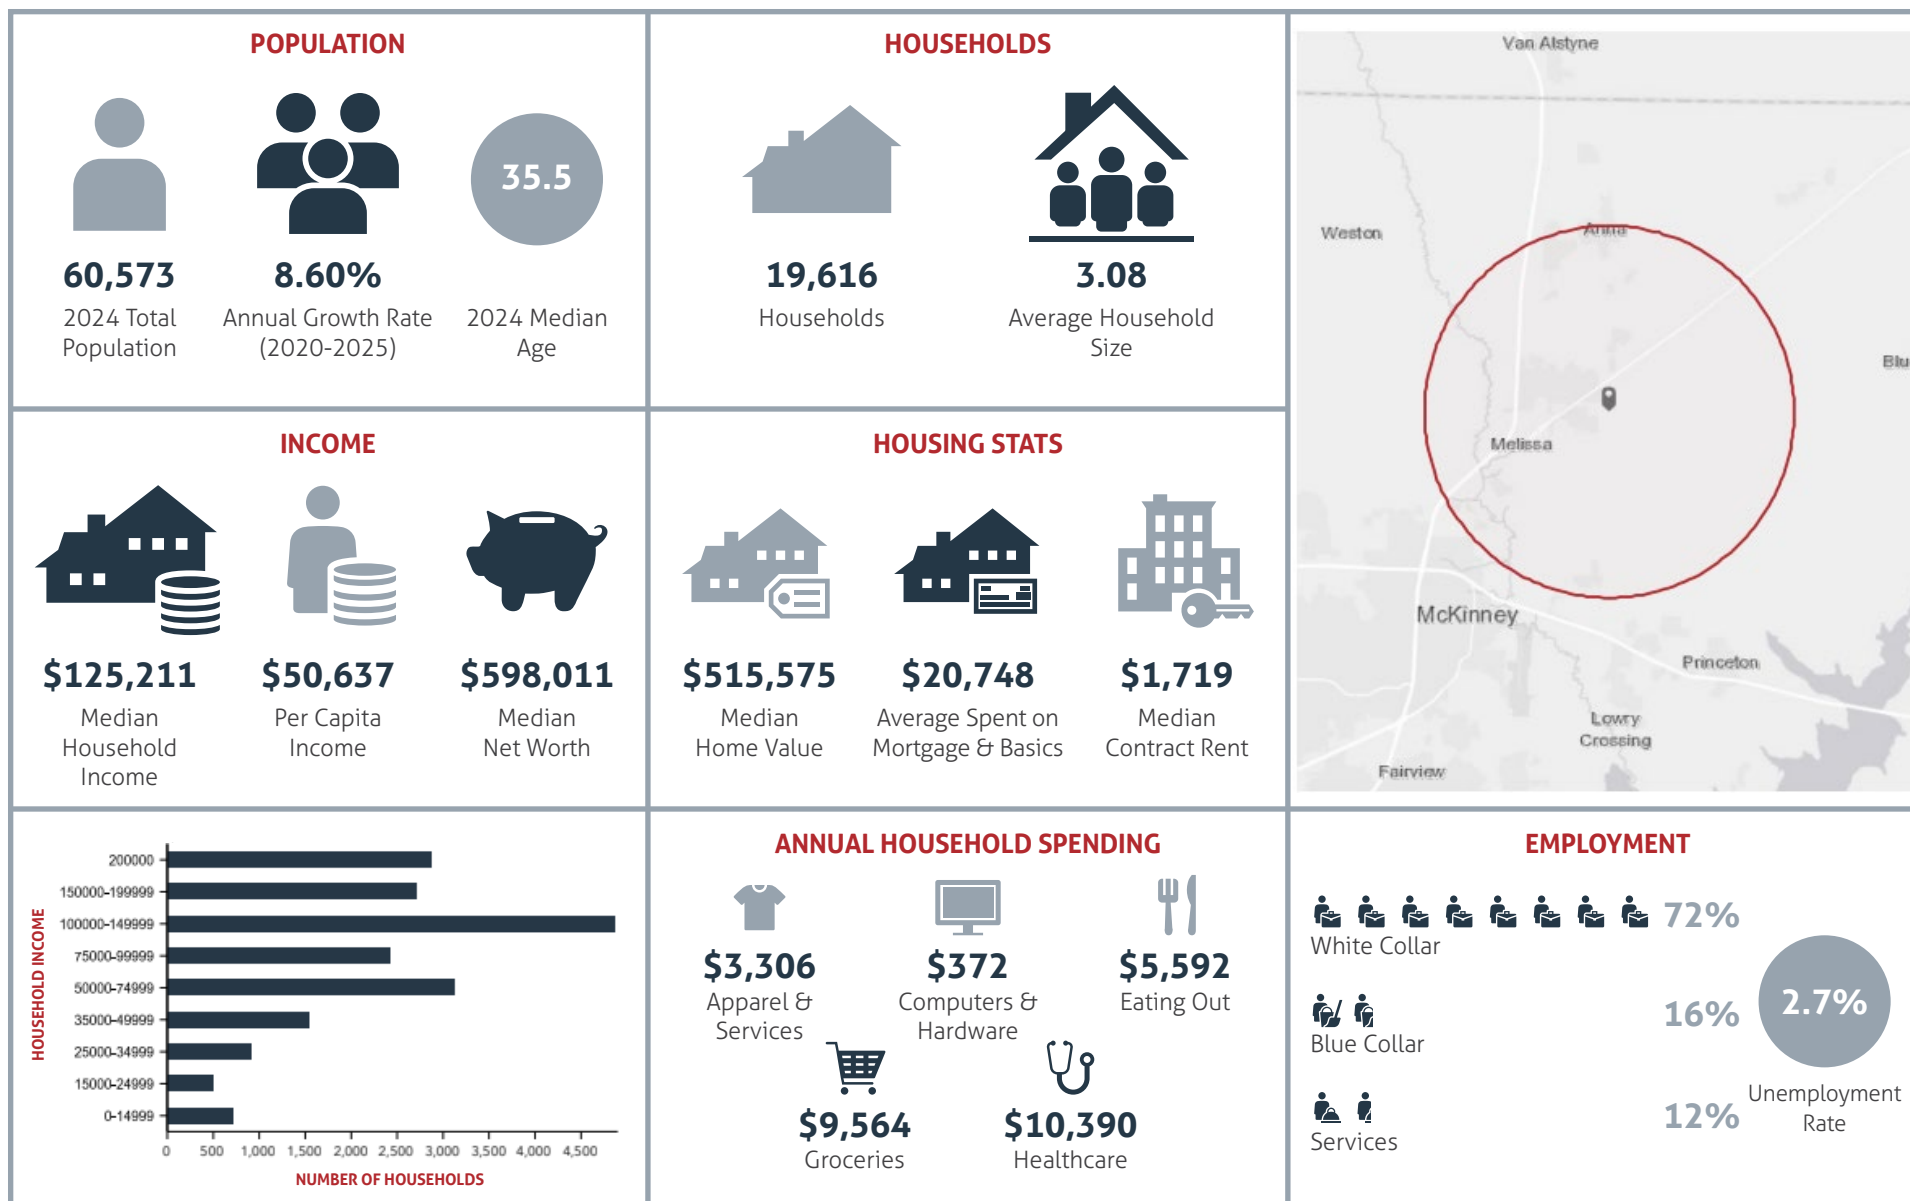 POPULATION
35.5
60,573
2024 Total
Population
8.60%
Annual Growth Rate
(2020-2025)
2024 Median
Age
HOUSEHOLDS
19,616
Households
3.08
Average Household
Size
Van Alstyne
Weston
Anna
Blu
Melissa
McKinney
Princeton
Lowry
Crossing
Fairview
INCOME
$125,211
Median
Household
Income
$50,637
Per Capita
Income
$598,011
Median
Net Worth
HOUSING STATS
$515,575
Median
Home Value
$20,748
Average Spent on
Mortgage & Basics
$1,719
Median
Contract Rent
HOUSEHOLD INCOME
200000
150000-199999
100000-149999
75000-99999
50000-74999
35000-49999
25000-34999
15000-24999
0-14999
0 500 1,000 1,500 2,000 2,500 3,000 3,500 4,000 4,500
NUMBER OF HOUSEHOLDS
ANNUAL HOUSEHOLD SPENDING
$3,306
Apparel &
Services
$372
Computers &
Hardware
$5,592
Eating Out
$9,564
Groceries
$10,390
Healthcare
EMPLOYMENT
72%
White Collar
16%
Blue Collar
12%
Services
2.7%
Unemployment
Rate